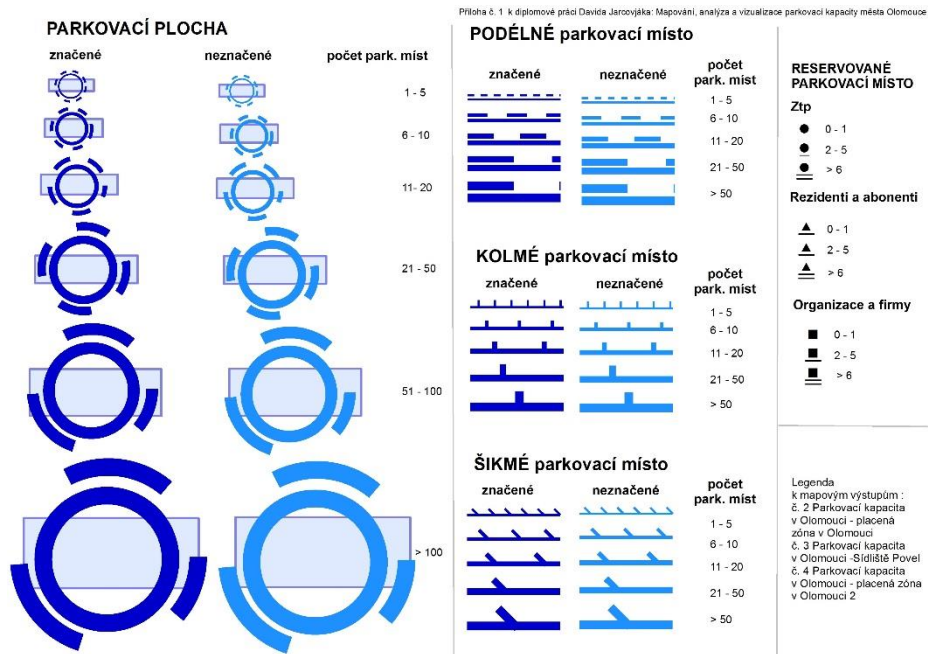 Příloha č. 1 k diplomové práci Davida Jarcovjáka: Mapování, analýza a vizualizace parkovací kapacity města Olomouce
PARKOVACÍ PLOCHA
značené neznačené počet park. míst
1 - 5
6 - 10
11 - 20
21 - 50
51 - 100
> 100
PODÉLNÉ parkovací místo
značené neznačené počet
park. míst
1 - 5
6 - 10
11 - 20
21 - 50
> 50
KOLMÉ parkovací místo
značené neznačené počet
park. míst
1 - 5
6 - 10
11 - 20
21 - 50
> 50
ŠIKMÉ parkovací místo
značené neznačené počet
park. míst
1 - 5
6 - 10
11 - 20
21 - 50
> 50
RESERVOVANÉ
PARKOVACÍ MÍSTO
Ztp
0 - 1
2 - 5
> 6
Rezidenti a abonenti
0 - 1
2 - 5
> 6
Organizace a firmy
0 - 1
2 - 5
> 6
Legenda
k mapovým výstupům :
č. 2 Parkovací kapacita
v Olomouci - placená
zóna v Olomouci
č. 3 Parkovací kapacita
v Olomouci -Sídliště Povel
č. 4 Parkovací kapacita
v Olomouci - placená zóna
v Olomouci 2